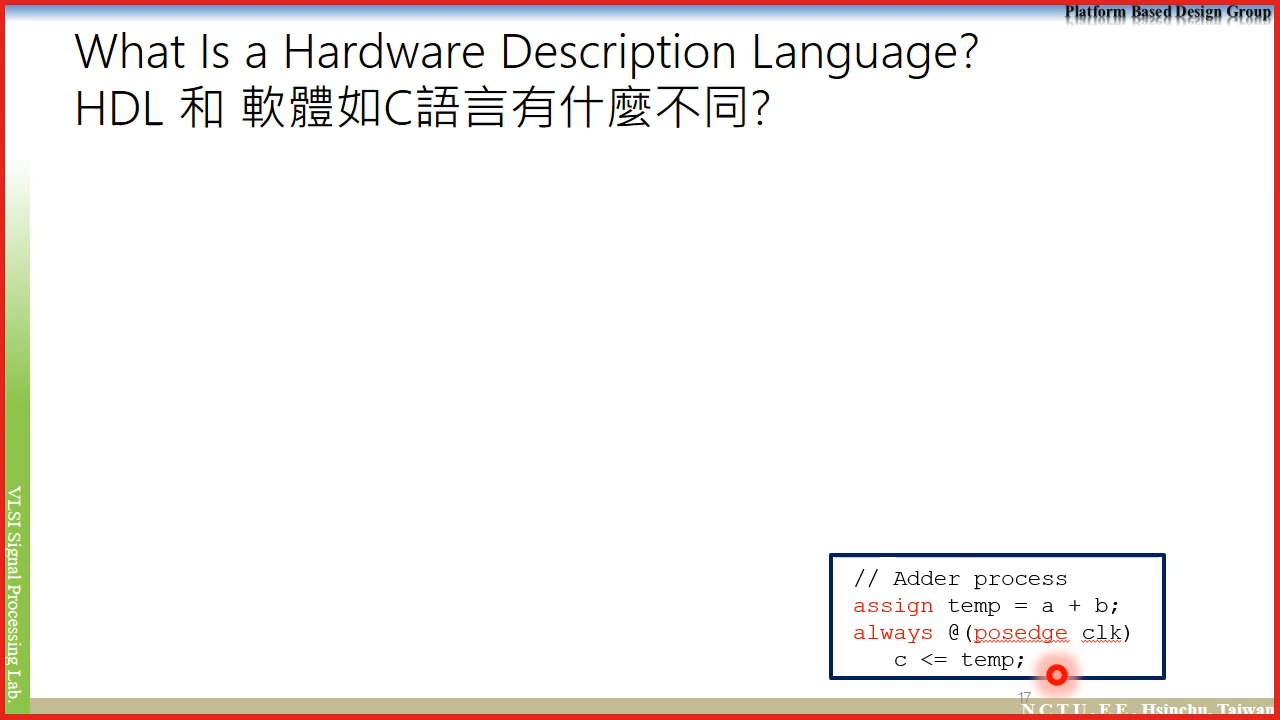 Platform Based Design Group
What Is a Hardware Description Language?
HDL 和 軟體如C語言有什麼不同?
// Adder process
assign temp = a + b;
always @(posedge clk)
c <= temp;
VLSI Signal Processing Lab.
17
N C T U. E E , Hsinchu, Taiwan